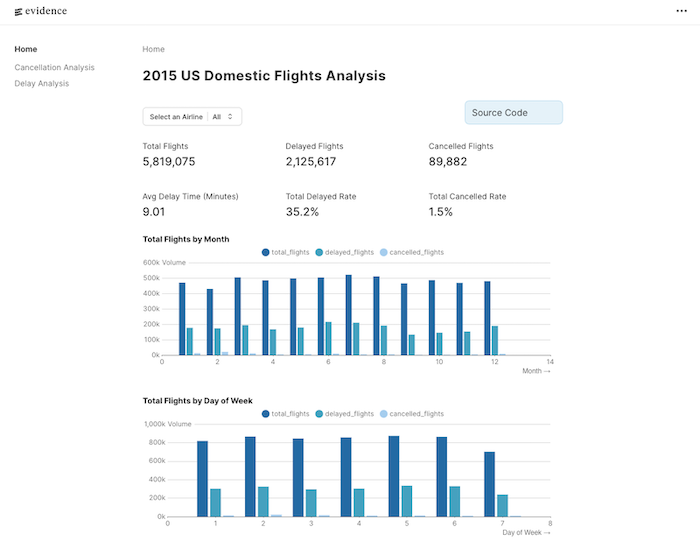 evidence
Home
Cancellation Analysis
Delay Analysis
Home
2015 US Domestic Flights Analysis
Select an Airline All
Source Code
Total Flights Delayed Flights Cancelled Flights
5,819,075 2,125,617 89,882
Avg Delay Time (Minutes) Total Delayed Rate Total Cancelled Rate
9.01 35.2% 1.5%
Total Flights by Month
total_flights delayed_flights cancelled_flights
600k Volume
500k
400k
300k
200k
100k
0k
0 2 4 6 8 10 12 14
Month →
Total Flights by Day of Week
total_flights delayed_flights cancelled_flights
1,000k Volume
800k
600k
400k
200k
0k
0 1 2 3 4 5 6 7 8
Day of Week →